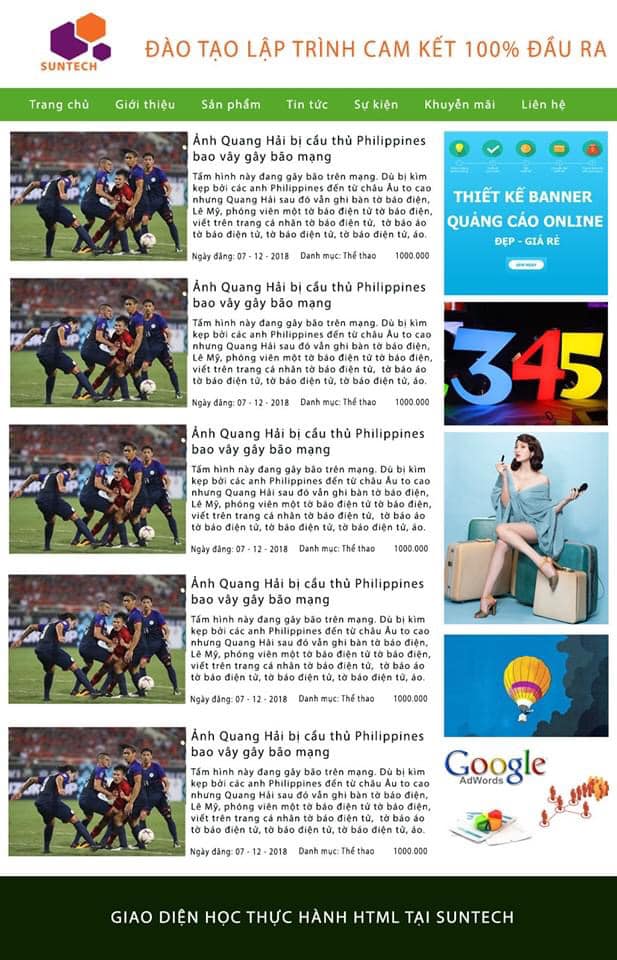 SUNTECH
ĐÀO TẠO LẬP TRÌNH CAM KẾT 100% ĐẦU RA
Trang chủ Giới thiệu Sản phẩm Tin tức Sự kiện Khuyễn mãi Liên hệ
Ảnh Quang Hải bị cầu thủ Philippines
bao vây gây bão mạng
Tấm hình này đang gây bão trên mạng. Dù bị kìm
kẹp bởi các anh Philippines đến từ châu Âu to cao
nhưng Quang Hải sau đó vẫn ghi bàn tờ báo điện,
Lê Mỹ, phóng viên một tờ báo điện tử tờ báo điện,
viết trên trang cá nhân tờ báo điện tử, tờ báo áo
tờ báo điện tử, tờ báo điện tử, tờ báo điện tử, áo.
Ngày đăng: 07 - 12 - 2018 Danh mục: Thể thao 1000.000
Ảnh Quang Hải bị cầu thủ Philippines
bao vây gây bão mạng
Tấm hình này đang gây bão trên mạng. Dù bị kìm
kẹp bởi các anh Philippines đến từ châu Âu to cao
nhưng Quang Hải sau đó vẫn ghi bàn tờ báo điện,
Lê Mỹ, phóng viên một tờ báo điện tử tờ báo điện,
viết trên trang cá nhân tờ báo điện tử, tờ báo áo
tờ báo điện tử, tờ báo điện tử, tờ báo điện tử, áo.
Ngày đăng: 07 - 12 - 2018 Danh mục: Thể thao 1000.000
Ảnh Quang Hải bị cầu thủ Philippines
bao vây gây bão mạng
Tấm hình này đang gây bão trên mạng. Dù bị kìm
kẹp bởi các anh Philippines đến từ châu Âu to cao
nhưng Quang Hải sau đó vẫn ghi bàn tờ báo điện,
Lê Mỹ, phóng viên một tờ báo điện tử tờ báo điện,
viết trên trang cá nhân tờ báo điện tử, tờ báo áo
tờ báo điện tử, tờ báo điện tử, tờ báo điện tử, áo.
Ngày đăng: 07 - 12 - 2018 Danh mục: Thể thao 1000.000
Ảnh Quang Hải bị cầu thủ Philippines
bao vây gây bão mạng
Tấm hình này đang gây bão trên mạng. Dù bị kìm
kẹp bởi các anh Philippines đến từ châu Âu to cao
nhưng Quang Hải sau đó vẫn ghi bàn tờ báo điện,
Lê Mỹ, phóng viên một tờ báo điện tử tờ báo điện,
viết trên trang cá nhân tờ báo điện tử, tờ báo áo
tờ báo điện tử, tờ báo điện tử, tờ báo điện tử, áo.
Ngày đăng: 07 - 12 - 2018 Danh mục: Thể thao 1000.000
Ảnh Quang Hải bị cầu thủ Philippines
bao vây gây bão mạng
Tấm hình này đang gây bão trên mạng. Dù bị kìm
kẹp bởi các anh Philippines đến từ châu Âu to cao
nhưng Quang Hải sau đó vẫn ghi bàn tờ báo điện,
Lê Mỹ, phóng viên một tờ báo điện tử tờ báo điện,
viết trên trang cá nhân tờ báo điện tử, tờ báo áo
tờ báo điện tử, tờ báo điện tử, tờ báo điện tử, áo.
Ngày đăng: 07 - 12 - 2018 Danh mục: Thể thao 1000.000
THIẾT KẾ BANNER
QUẢNG CÁO ONLINE
ĐẸP - GIÁ RẺ
XEM NGAY
345
Google
AdWords
GIAO DIỆN HỌC THỰC HÀNH HTML TẠI SUNTECH